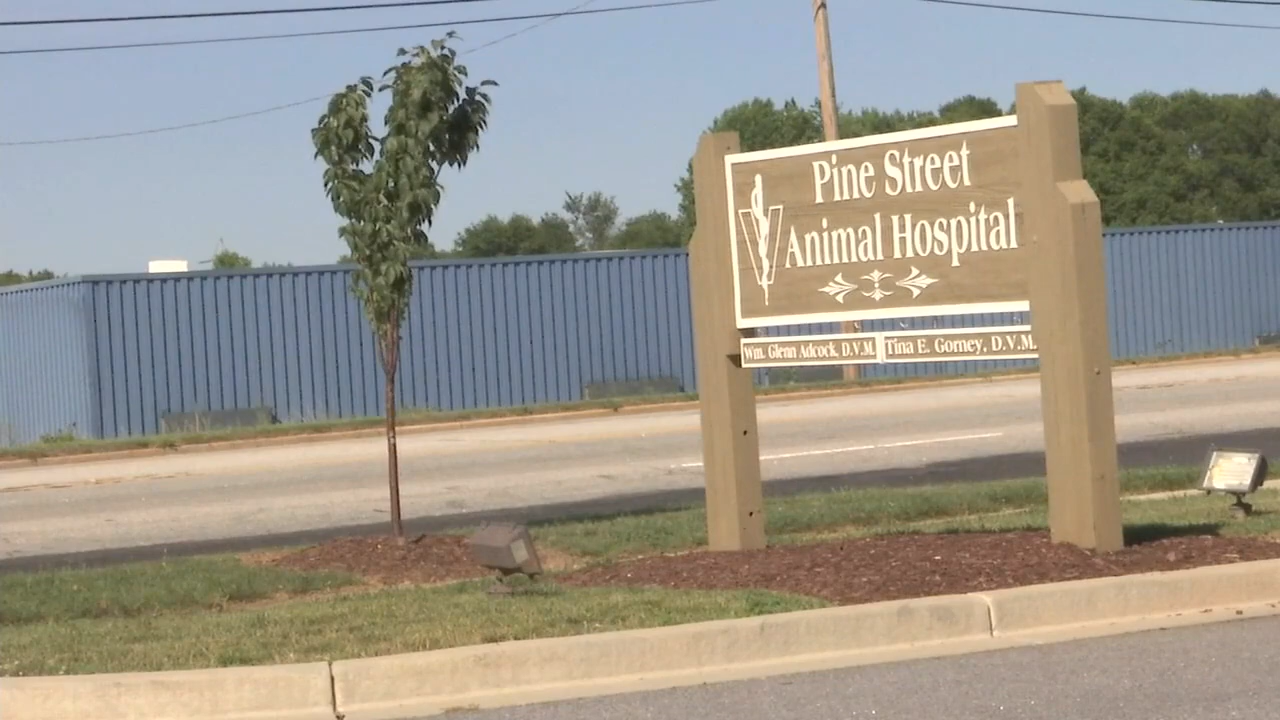 Pine Street
V Animal Hospital
Wm. Glenn Adcock, D.V.M. Tina E. Gorney, D.V.M.